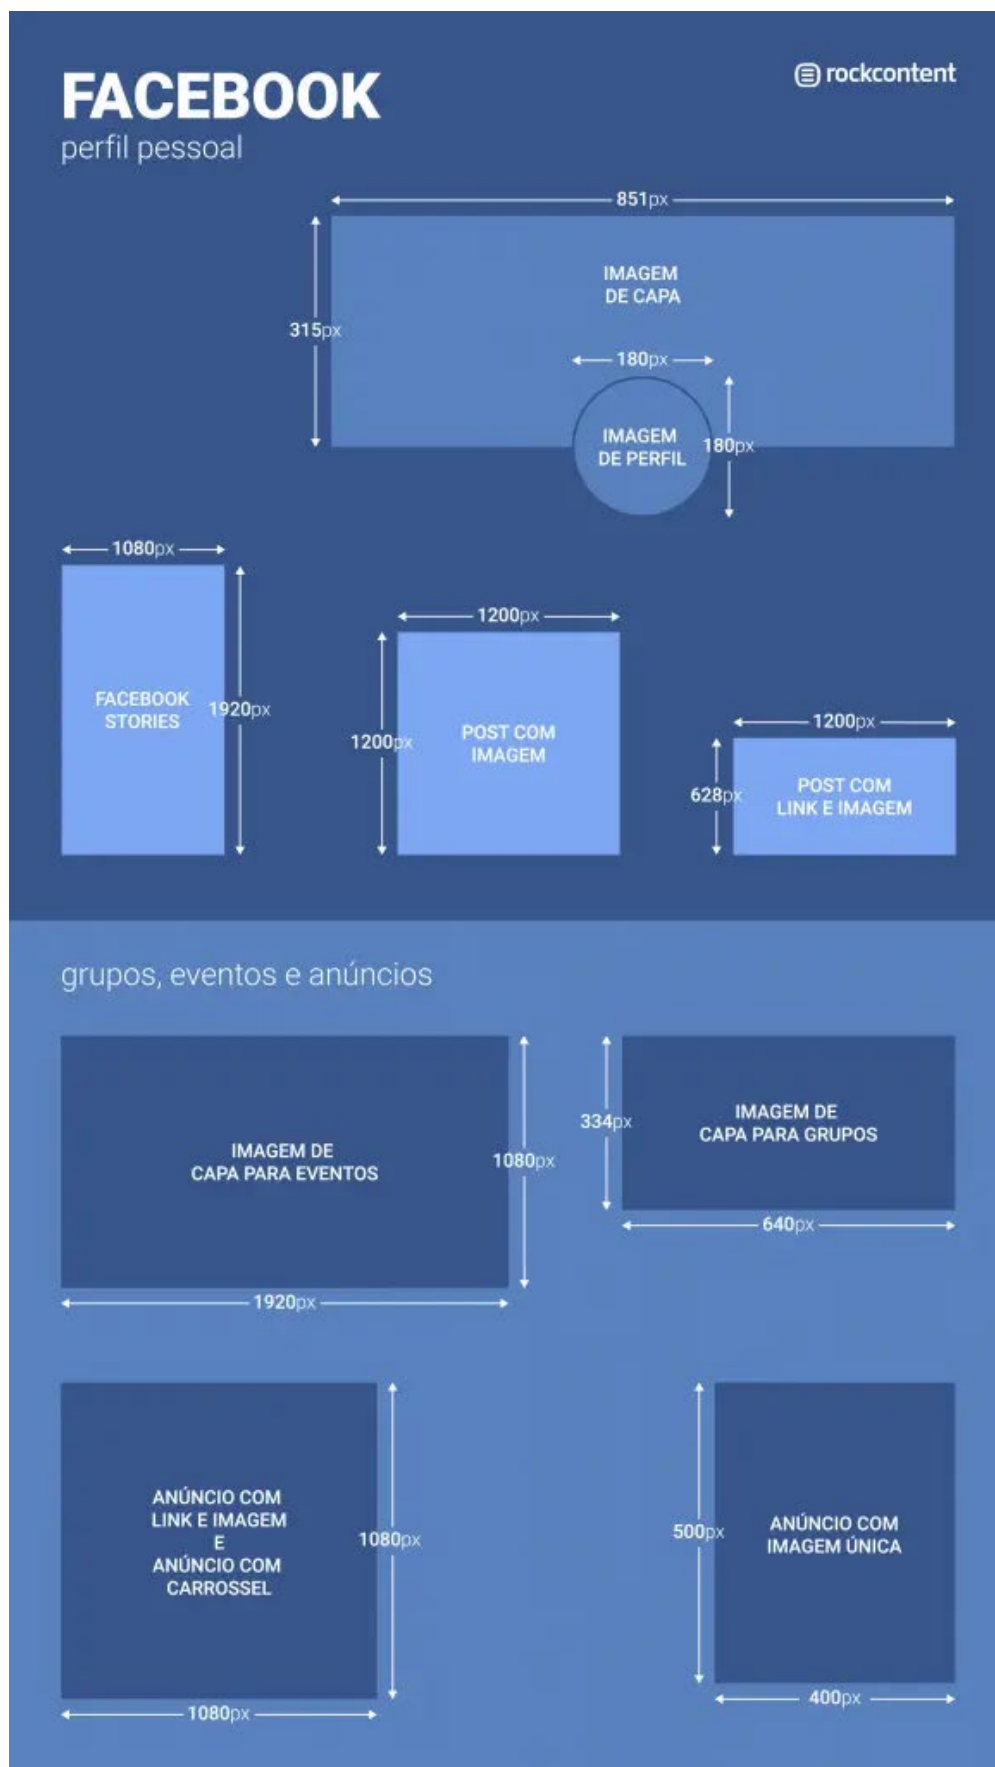 FACEBOOK
perfil pessoal
rockcontent
851px
315px
IMAGEM
DE CAPA
180px
IMAGEM
DE PERFIL
180px
1080px
FACEBOOK
STORIES
1920px
1200px
1200px
POST COM
IMAGEM
1200px
628px
POST COM
LINK E IMAGEM
grupos, eventos e anúncios
IMAGEM DE
CAPA PARA EVENTOS
1080px
1920px
334px
IMAGEM DE
CAPA PARA GRUPOS
640px
ANÚNCIO COM
LINK E IMAGEM
E
ANÚNCIO COM
CARROSSEL
1080px
1080px
500px
ANÚNCIO COM
IMAGEM ÚNICA
400px